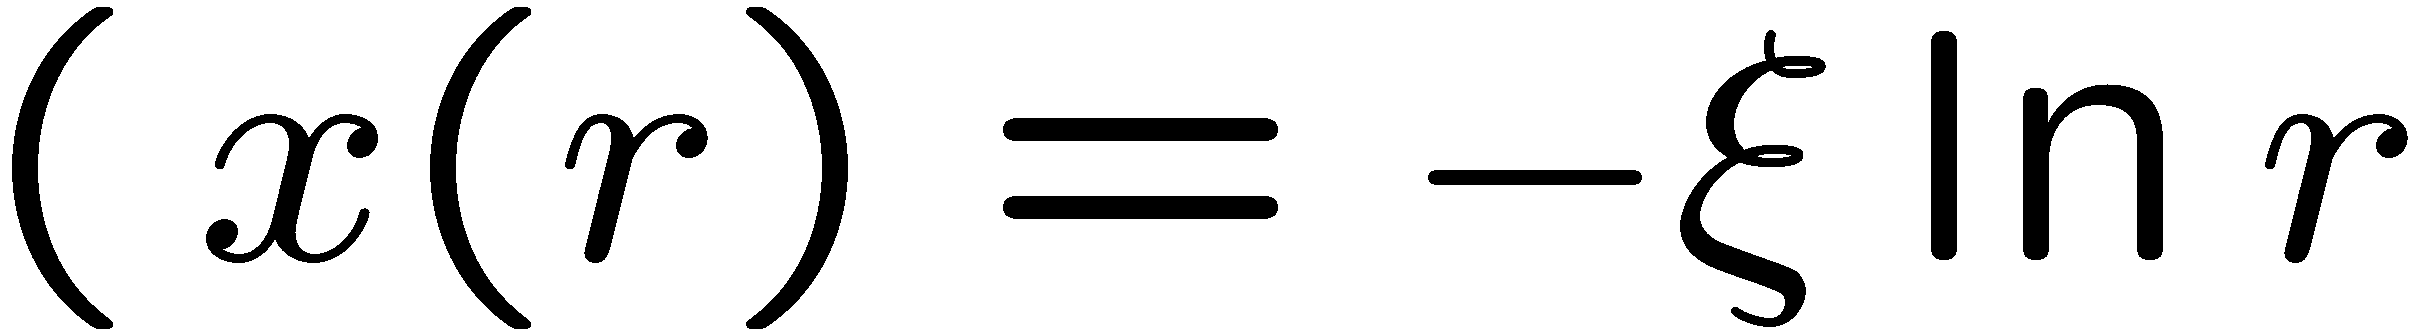 ( x(r) = −ξ ln r